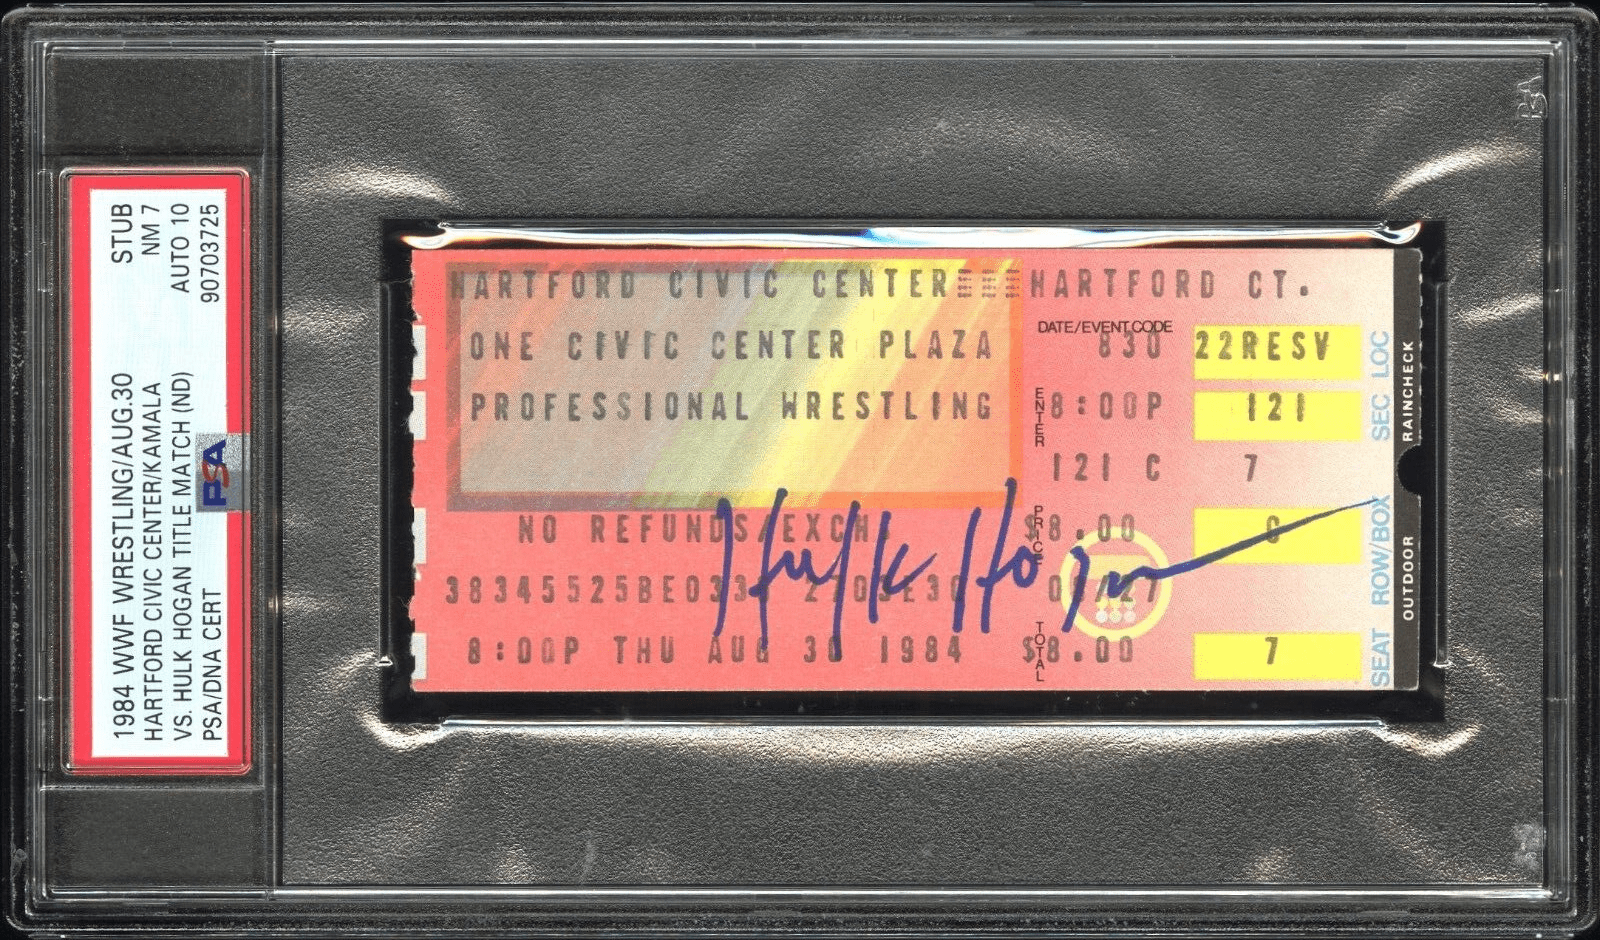 1984 WWF WRESTLING/AUG.30 STUB
HARTFORD CIVIC CENTER/KAMALA NM 7
VS. HULK HOGAN TITLE MATCH (ND) AUTO 10
PSA/DNA CERT 90703725
PSA
HARTFORD CIVIC CENTER HARTFORD CT.
DATE/EVENT CODE
ONE CIVIC CENTER PLAZA 830 22RESV
PROFESSIONAL WRESTLING ENTER 8:00P 121
121 C 7
NO REFUNDS/EXCH. PRICE $8.00 C
Hulk Hogan
38345525BE03
8:00P THU AUG 30 1984 TOTAL $8.00 7
SEAT ROW/BOX SEC LOC
OUTDOOR RAINCHECK